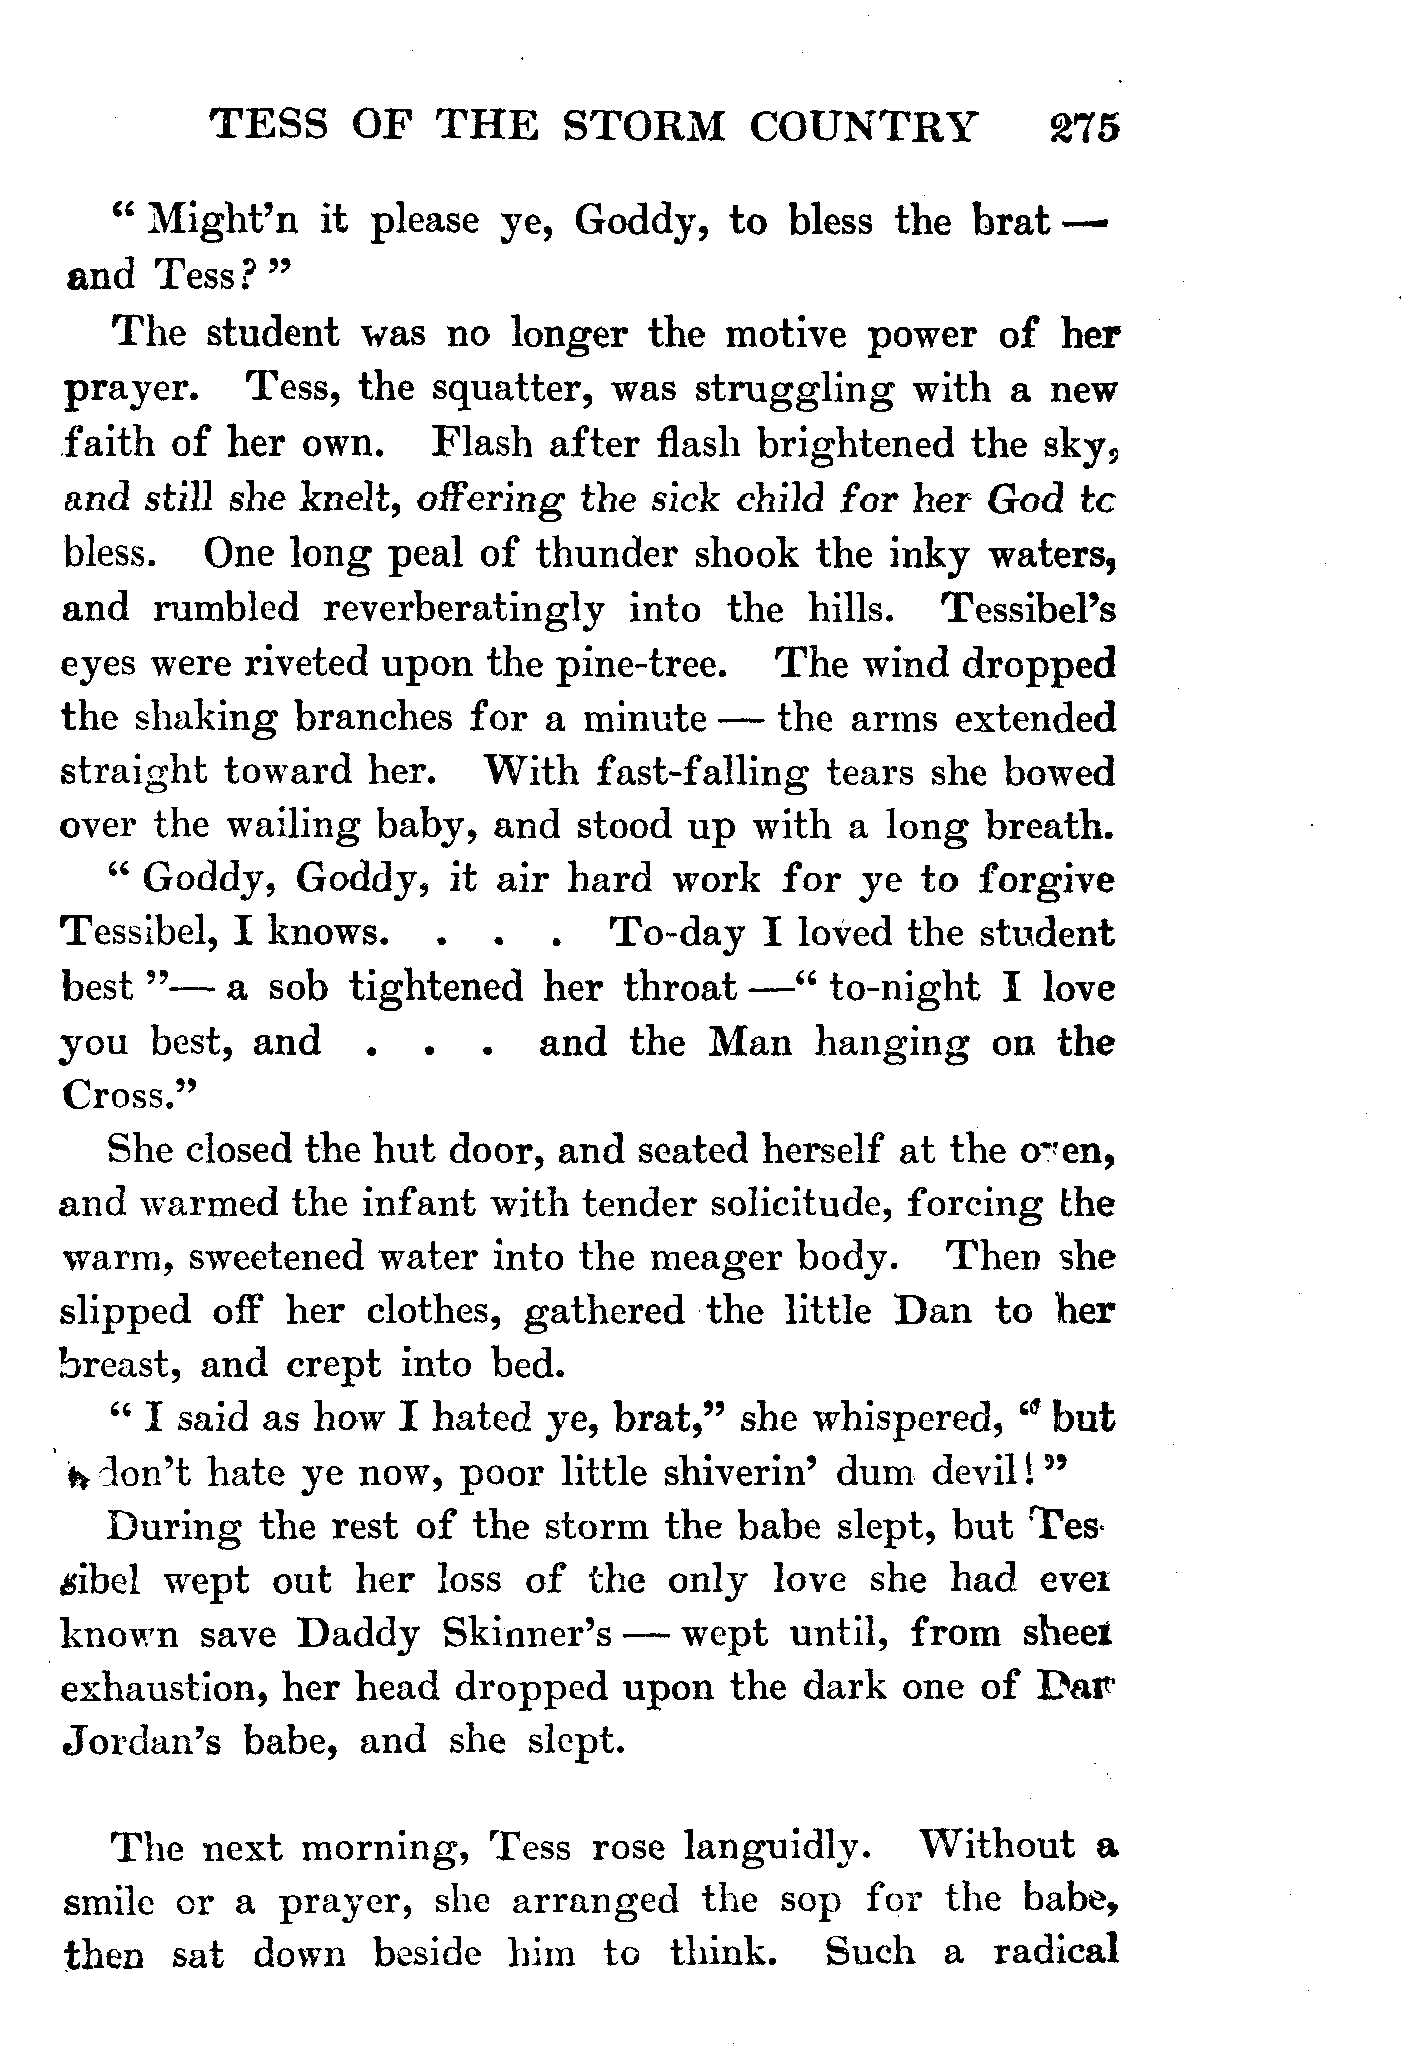 TESS OF THE STORM COUNTRY 275
“ Might’n it please ye, Goddy, to bless the brat —
and Tess? ”
The student was no longer the motive power of her
prayer. Tess, the squatter, was struggling with a new
faith of her own. Flash after flash brightened the sky,
and still she knelt, offering the sick child for her God to
bless. One long peal of thunder shook the inky waters,
and rumbled reverberatingly into the hills. Tessibel’s
eyes were riveted upon the pine-tree. The wind dropped
the shaking branches for a minute — the arms extended
straight toward her. With fast-falling tears she bowed
over the wailing baby, and stood up with a long breath.
“ Goddy, Goddy, it air hard work for ye to forgive
Tessibel, I knows. . . . To-day I loved the student
best ”— a sob tightened her throat —“ to-night I love
you best, and . . . and the Man hanging on the
Cross.”
She closed the hut door, and seated herself at the oven,
and warmed the infant with tender solicitude, forcing the
warm, sweetened water into the meager body. Then she
slipped off her clothes, gathered the little Dan to her
breast, and crept into bed.
“ I said as how I hated ye, brat,” she whispered, “ but
don’t hate ye now, poor little shiverin’ dum devil! ”
During the rest of the storm the babe slept, but Tes-
sibel wept out her loss of the only love she had ever
known save Daddy Skinner’s — wept until, from sheer
exhaustion, her head dropped upon the dark one of Dan
Jordan’s babe, and she slept.
The next morning, Tess rose languidly. Without a
smile or a prayer, she arranged the sop for the babe,
then sat down beside him to think. Such a radical